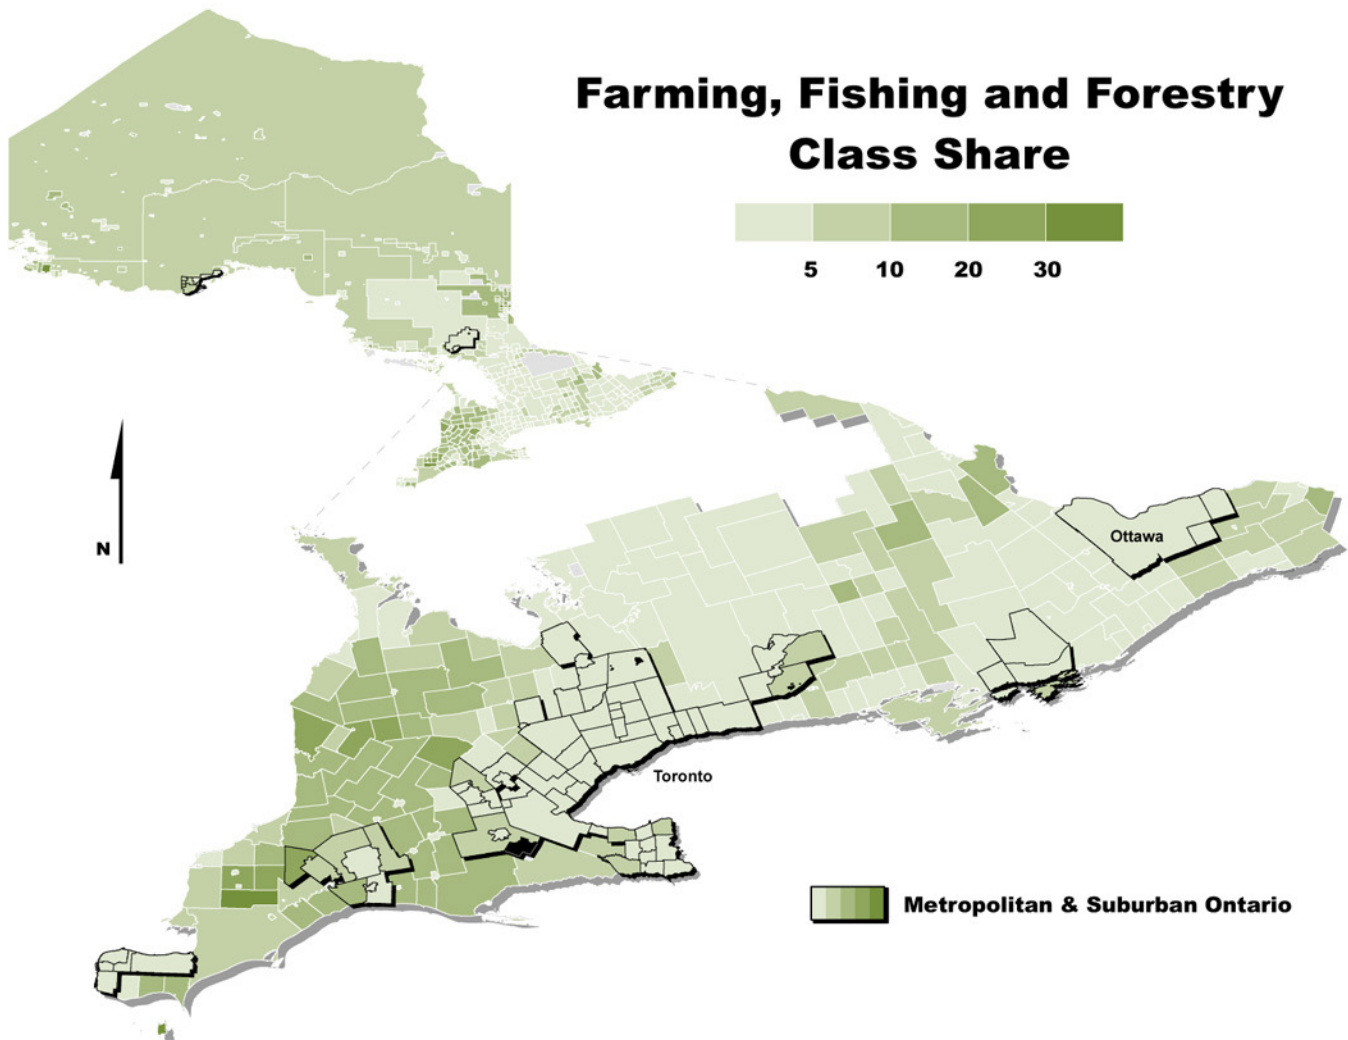 Farming, Fishing and Forestry
Class Share
5 10 20 30
N
Ottawa
Toronto
Metropolitan & Suburban Ontario